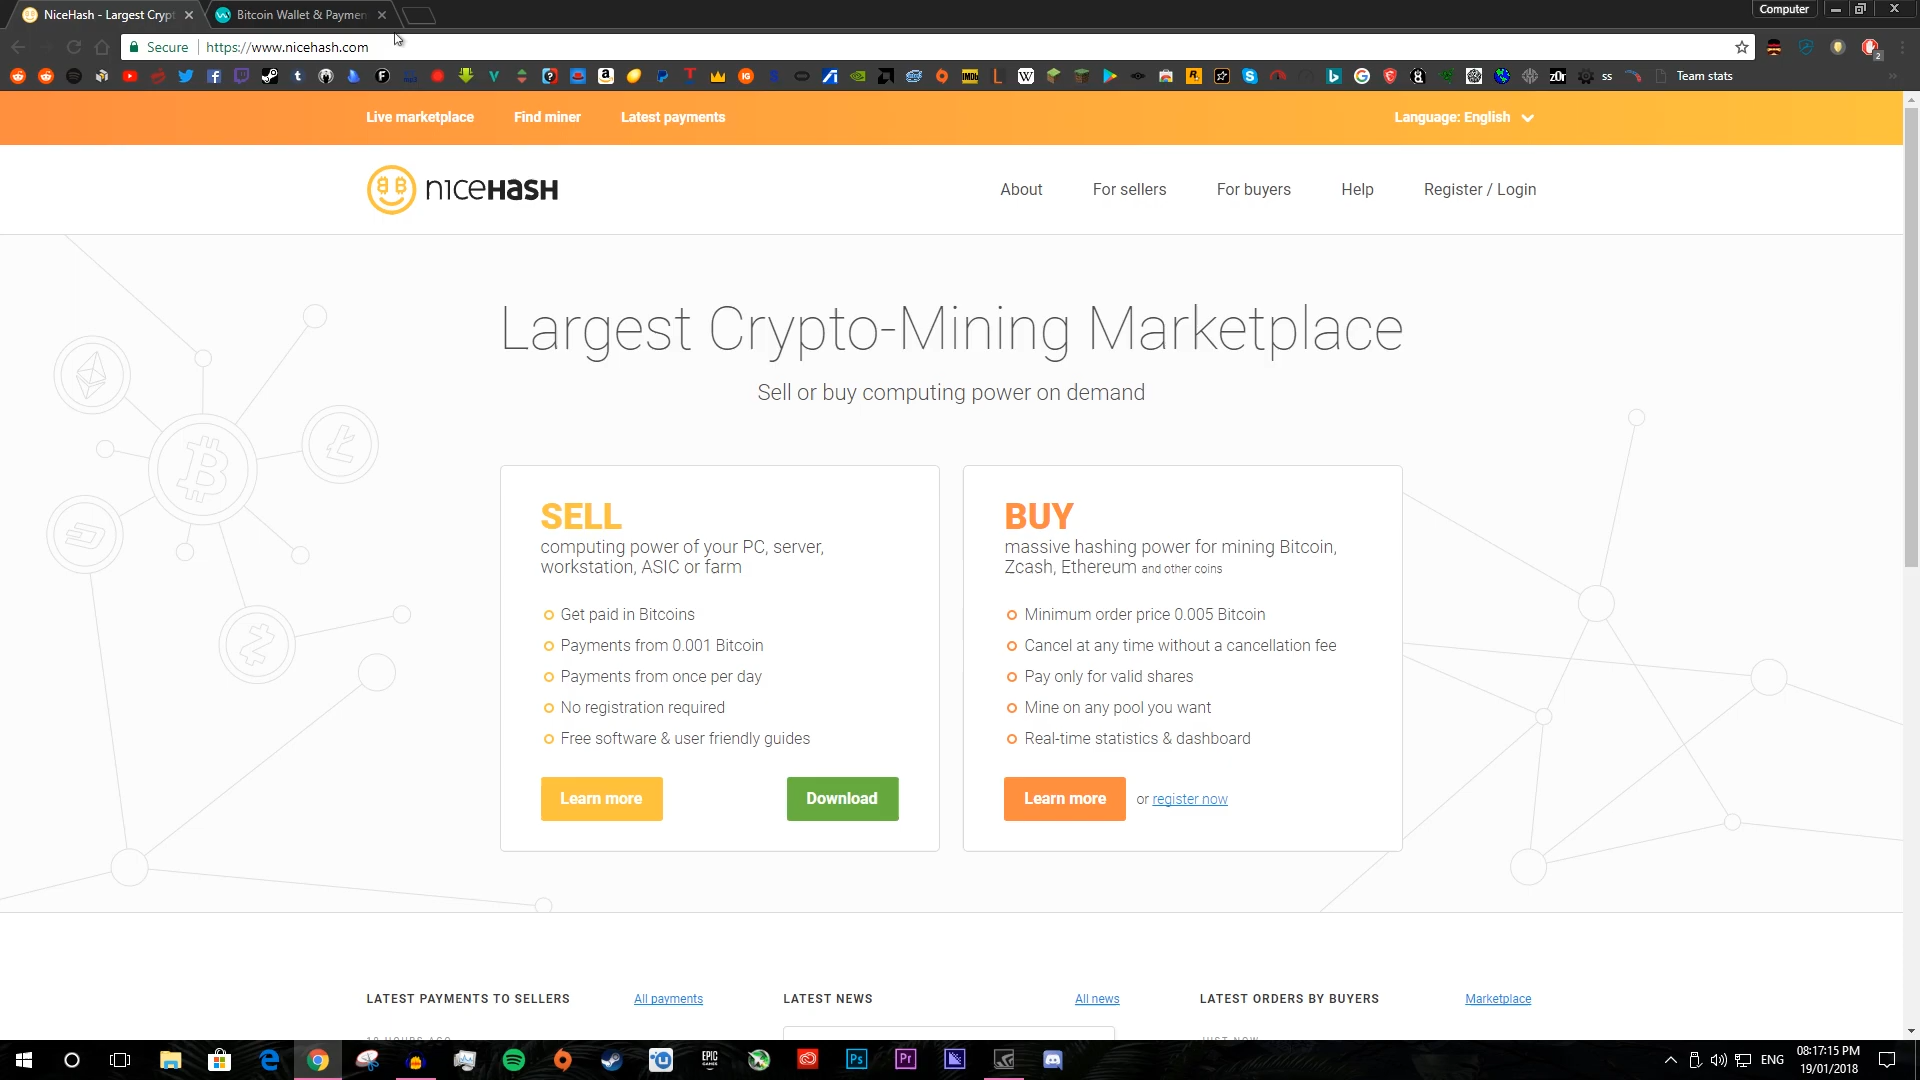 NiceHash - Largest Crypt
Bitcoin Wallet & Paymen
Computer
Secure
https://www.nicehash.com
ss
Team stats
Live marketplace
Find miner
Latest payments
Language: English
nıceHasH
About
For sellers
For buyers
Help
Register / Login
Largest Crypto-Mining Marketplace
Sell or buy computing power on demand
SELL
computing power of your PC, server,
workstation, ASIC or farm
Get paid in Bitcoins
Payments from 0.001 Bitcoin
Payments from once per day
No registration required
Free software & user friendly guides
Learn more
Download
BUY
massive hashing power for mining Bitcoin,
Zcash, Ethereum and other coins
Minimum order price 0.005 Bitcoin
Cancel at any time without a cancellation fee
Pay only for valid shares
Mine on any pool you want
Real-time statistics & dashboard
Learn more
or register now
LATEST PAYMENTS TO SELLERS
All payments
LATEST NEWS
All news
LATEST ORDERS BY BUYERS
Marketplace
ENG
08:17:15 PM
19/01/2018